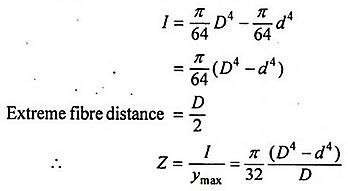 I = π/64 D⁴ − π/64 d⁴
= π/64 (D⁴ − d⁴)
Extreme fibre distance = D/2
∴ Z = I/y_max = π/32 (D⁴ − d⁴)/D